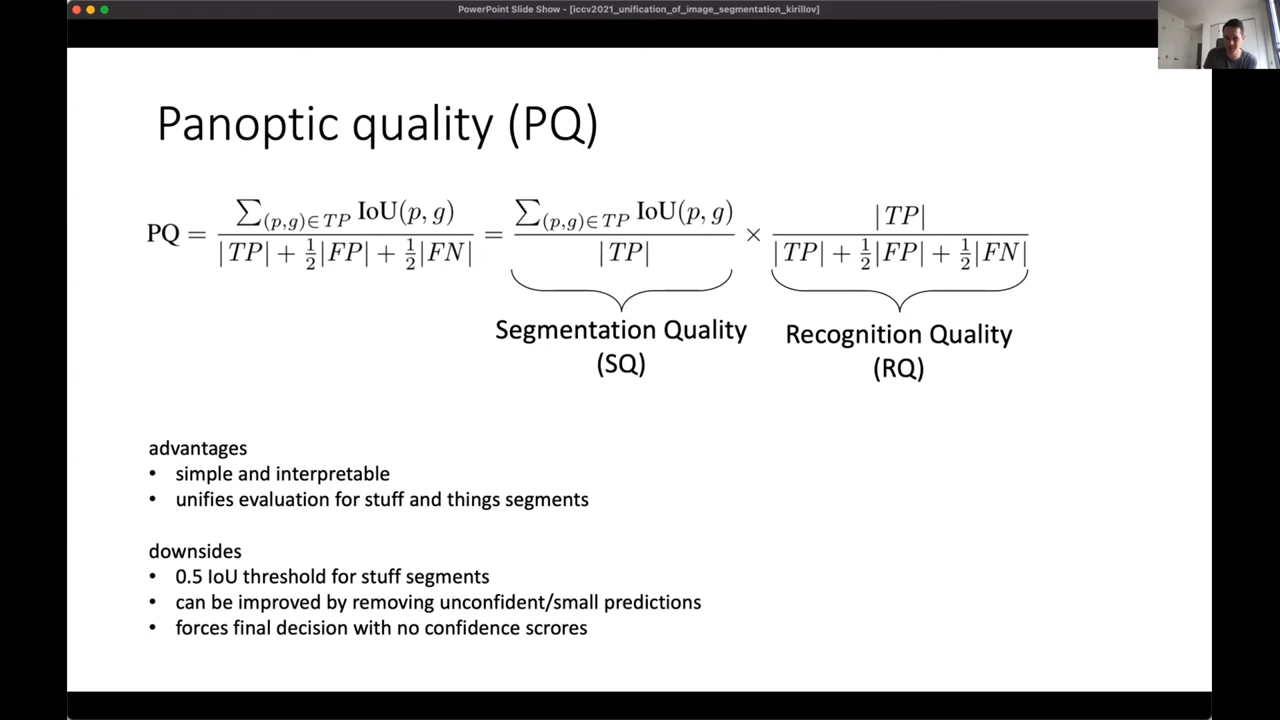 PowerPoint Slide Show - [iccv2021_unification_of_image_segmentation_kirillov]
Panoptic quality (PQ)
PQ = ∑(p,g)∈TP IoU(p, g) / |TP| + ½|FP| + ½|FN| = ∑(p,g)∈TP IoU(p, g) / |TP| × |TP| / |TP| + ½|FP| + ½|FN|
Segmentation Quality
(SQ)
Recognition Quality
(RQ)
advantages
• simple and interpretable
• unifies evaluation for stuff and things segments
downsides
• 0.5 IoU threshold for stuff segments
• can be improved by removing unconfident/small predictions
• forces final decision with no confidence scrores